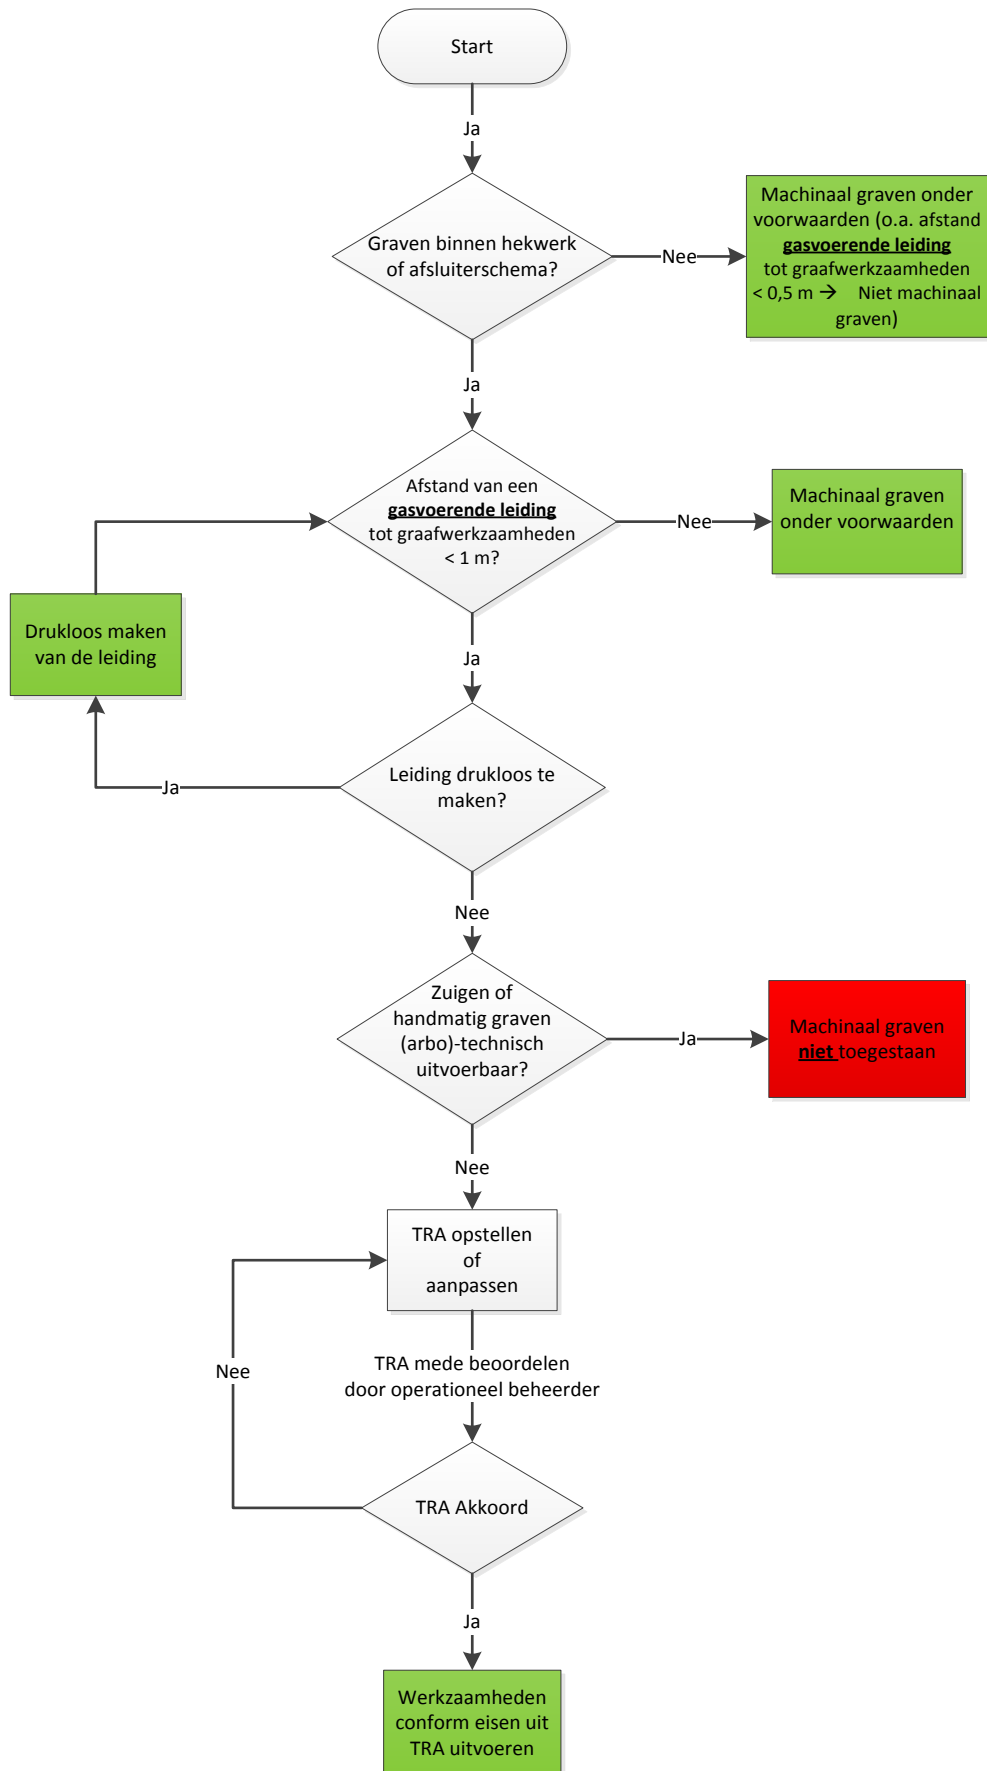 Start
Ja
Graven binnen hekwerk
of afsluiterschema?
Nee
Machinaal graven onder
voorwaarden (o.a. afstand
gasvoerende leiding
tot graafwerkzaamheden
< 0,5 m → Niet machinaal
graven)
Ja
Afstand van een
gasvoerende leiding
tot graafwerkzaamheden
< 1 m?
Nee
Machinaal graven
onder voorwaarden
Drukloos maken
van de leiding
Ja
Leiding drukloos te
maken?
Ja
Nee
Zuigen of
handmatig graven
(arbo)-technisch
uitvoerbaar?
Ja
Machinaal graven
niet toegestaan
Nee
TRA opstellen
of
aanpassen
Nee
TRA mede beoordelen
door operationeel beheerder
TRA Akkoord
Ja
Werkzaamheden
conform eisen uit
TRA uitvoeren